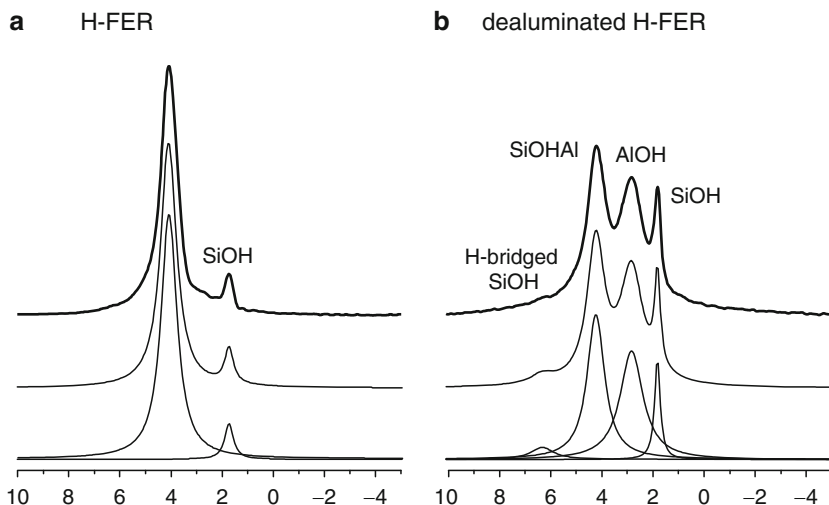 a H-FER
SiOH
10 8 6 4 2 0 −2 −4
b dealuminated H-FER
SiOHAl
AlOH
SiOH
H-bridged
SiOH
10 8 6 4 2 0 −2 −4